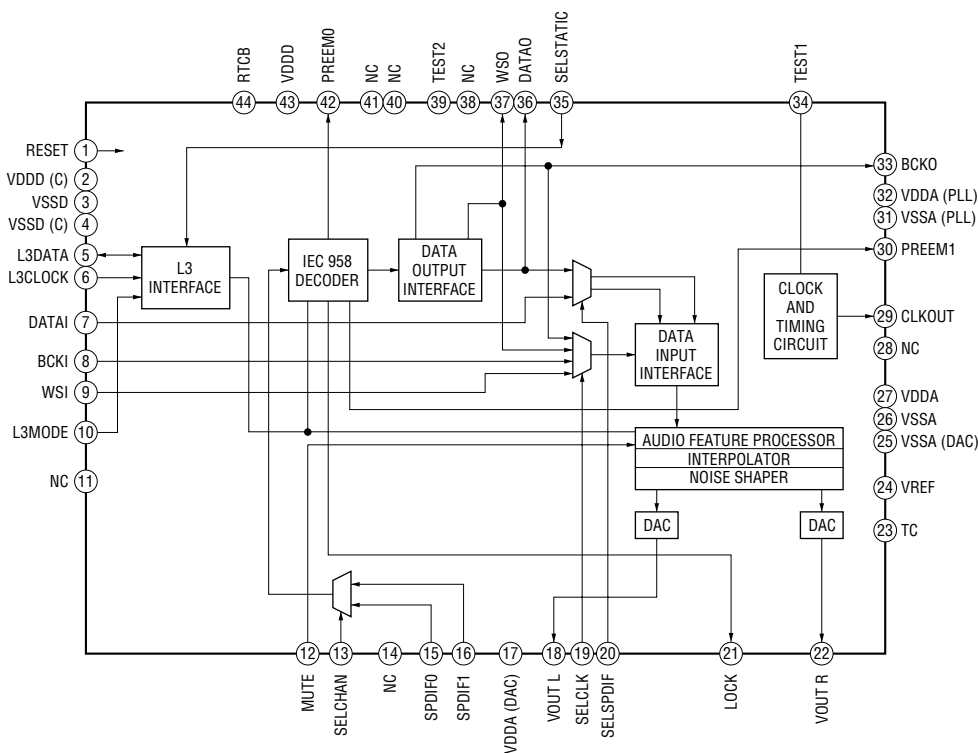 RTCB
VDDD
PREEM0
NC
NC
TEST2
NC
WSO
DATAO
SELSTATIC
TEST1
44
43
42
41
40
39
38
37
36
35
34
RESET
1
VDDD (C)
2
VSSD
3
VSSD (C)
4
L3DATA
5
L3CLOCK
6
DATAI
7
BCKI
8
WSI
9
L3MODE
10
NC
11
L3
INTERFACE
IEC 958
DECODER
DATA
OUTPUT
INTERFACE
DATA
INPUT
INTERFACE
CLOCK
AND
TIMING
CIRCUIT
AUDIO FEATURE PROCESSOR
INTERPOLATOR
NOISE SHAPER
DAC
DAC
33
BCKO
32
VDDA (PLL)
31
VSSA (PLL)
30
PREEM1
29
CLKOUT
28
NC
27
VDDA
26
VSSA
25
VSSA (DAC)
24
VREF
23
TC
12
13
14
15
16
17
18
19
20
21
22
MUTE
SELCHAN
NC
SPDIF0
SPDIF1
VDDA (DAC)
VOUT L
SELCLK
SELSPDIF
LOCK
VOUT R